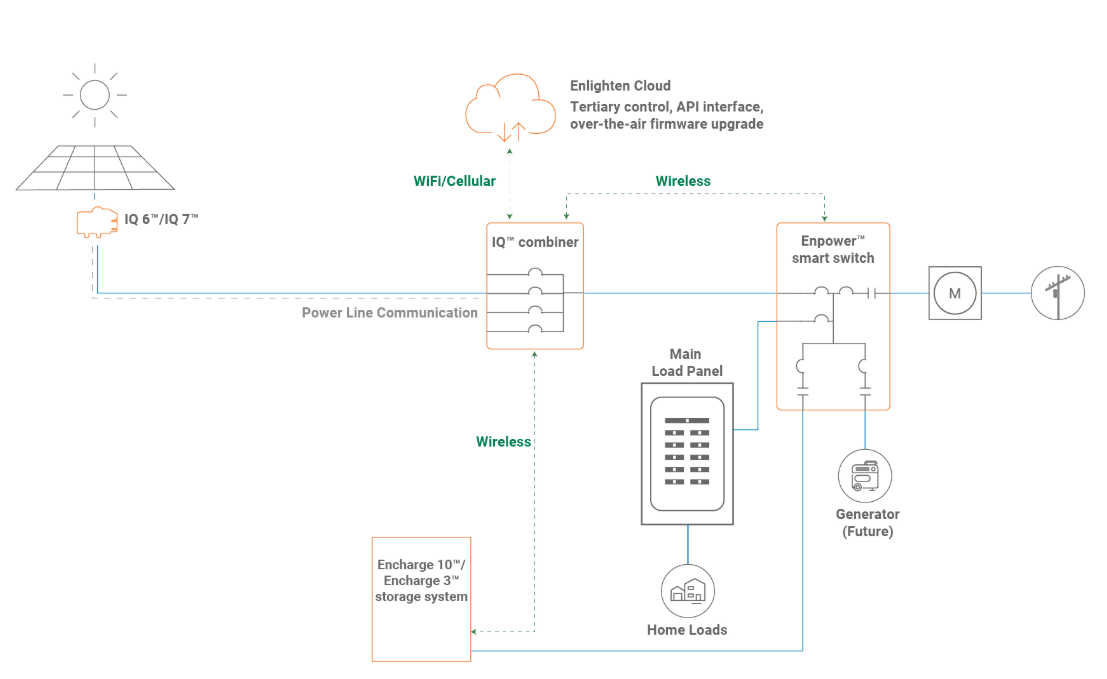 Enlighten Cloud
Tertiary control, API interface,
over-the-air firmware upgrade
WiFi/Cellular
Wireless
IQ 6™/IQ 7™
IQ™ combiner
Enpower™
smart switch
M
Power Line Communication
Main
Load Panel
Wireless
Generator
(Future)
Encharge 10™/
Encharge 3™
storage system
Home Loads